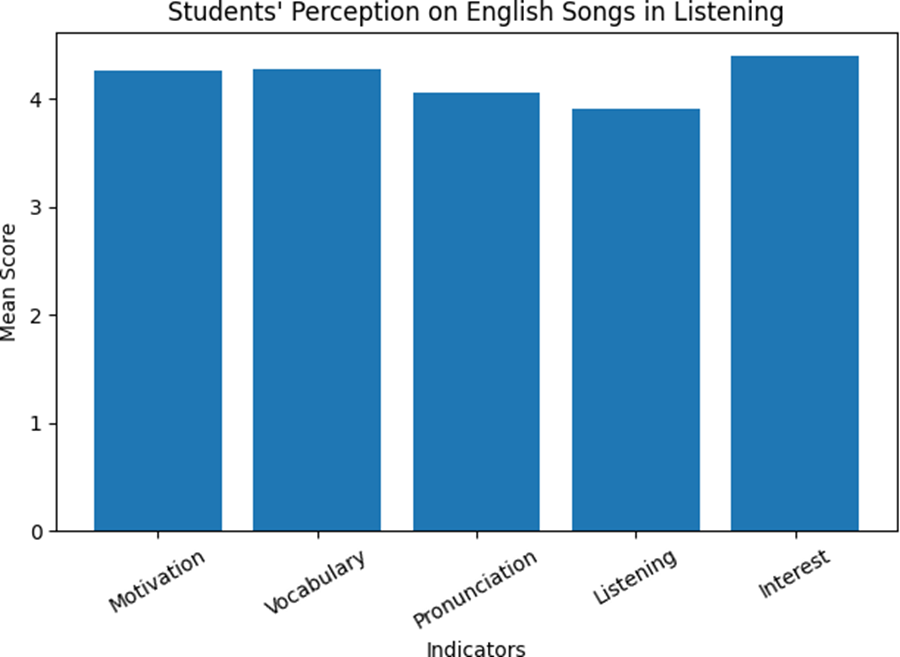 Students' Perception on English Songs in Listening
4
3
2
1
0
Mean Score
Motivation
Vocabulary
Pronunciation
Listening
Interest
Indicators